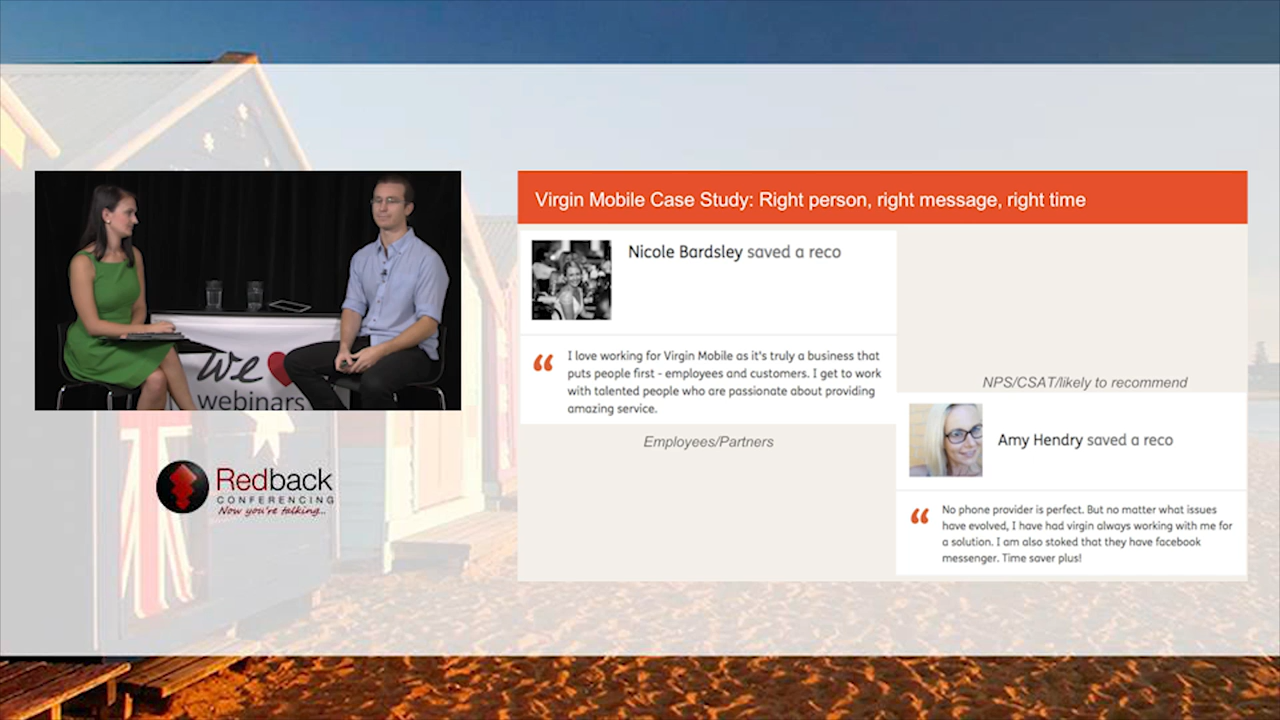 Virgin Mobile Case Study: Right person, right message, right time
Nicole Bardsley saved a reco
“ I love working for Virgin Mobile as it's truly a business that
puts people first - employees and customers. I get to work
with talented people who are passionate about providing
amazing service.
Employees/Partners
NPS/CSAT/likely to recommend
Amy Hendry saved a reco
“ No phone provider is perfect. But no matter what issues
have evolved, I have had virgin always working with me for
a solution. I am also stoked that they have facebook
messenger. Time saver plus!
we
webinars
Redback
CONFERENCING
Now you're talking...